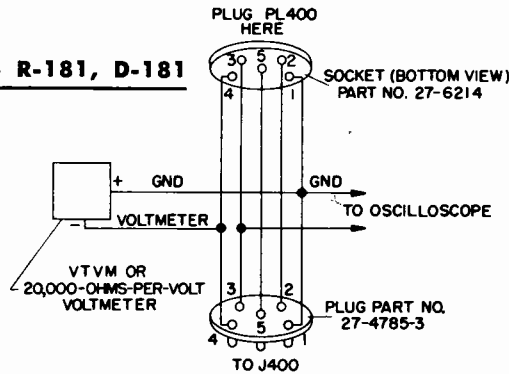 PLUG PL400
HERE
R-181, D-181
3 5 2
4 1
SOCKET (BOTTOM VIEW)
PART NO. 27-6214
+ GND GND
TO OSCILLOSCOPE
- VOLTMETER
VTVM OR
20,000-OHMS-PER-VOLT
VOLTMETER
3 2
5
4 1
PLUG PART NO.
27-4785-3
TO J400